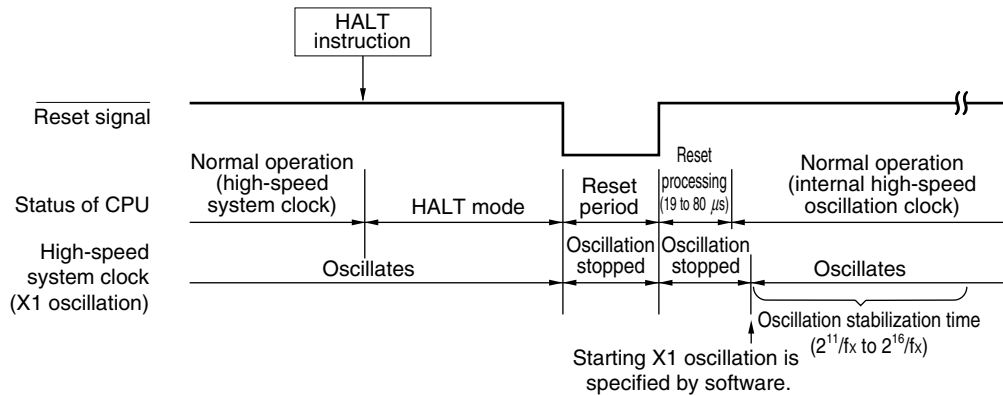 HALT
instruction
Reset signal
Normal operation
(high-speed
system clock)
HALT mode
Reset
period
Reset
processing
(19 to 80 μs)
Normal operation
(internal high-speed
oscillation clock)
Status of CPU
High-speed
system clock
(X1 oscillation)
Oscillates
Oscillation
stopped
Oscillation
stopped
Oscillates
Oscillation stabilization time
(2¹¹/fx to 2¹⁶/fx)
Starting X1 oscillation is
specified by software.